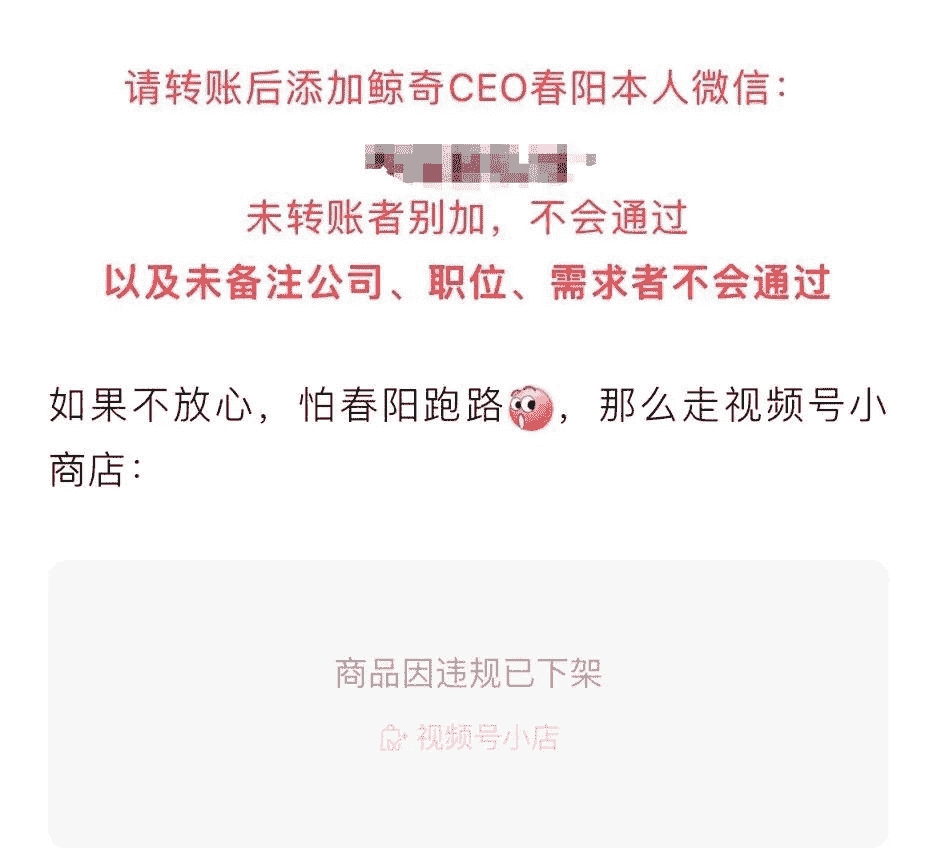 请转账后添加鲸奇CEO春阳本人微信：
未转账者别加，不会通过
以及未备注公司、职位、需求者不会通过
如果不放心，怕春阳跑路，那么走视频号小
商店：
商品因违规已下架
视频号小店